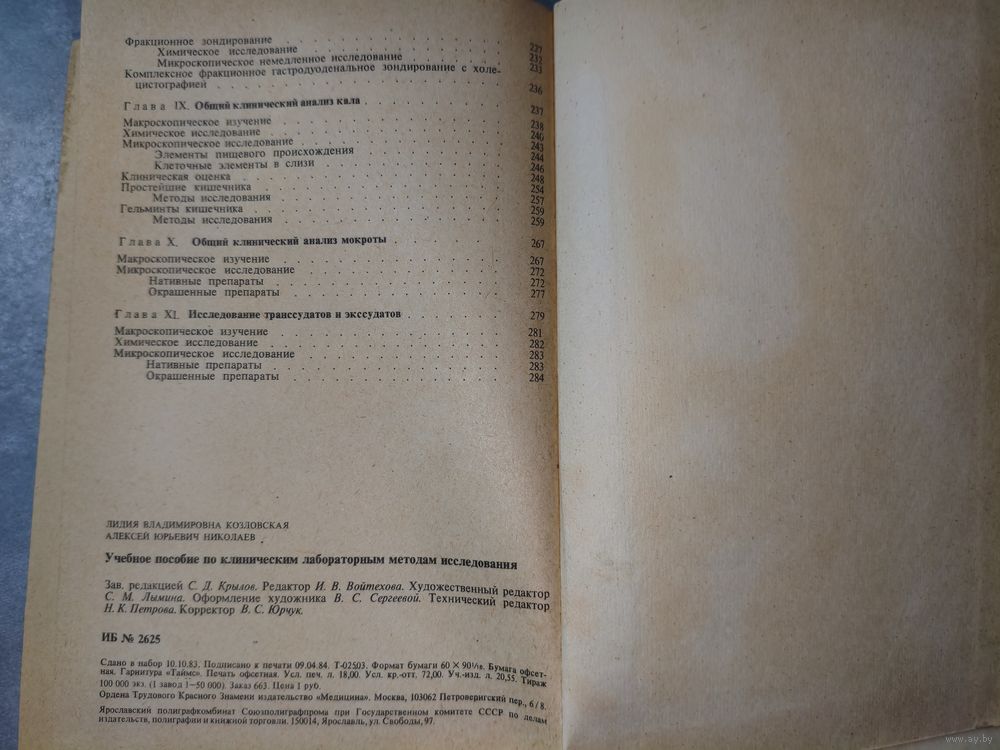 Фракционное зондирование . . . . . . . . . . . . 227
Химическое исследование . . . . . . . . . . . . 232
Микроскопическое немедленное исследование . . . . . . 233
Комплексное фракционное гастродуоденальное зондирование с холе-
цистографией . . . . . . . . . . . . . . . 236
Глава IX. Общий клинический анализ кала . . . . . . . . . 237
Макроскопическое изучение . . . . . . . . . . . . 238
Химическое исследование . . . . . . . . . . . . 240
Микроскопическое исследование . . . . . . . . . . . 243
Элементы пищевого происхождения . . . . . . . . . 244
Клеточные элементы в слизи . . . . . . . . . . . 246
Клиническая оценка . . . . . . . . . . . . . . 248
Простейшие кишечника . . . . . . . . . . . . . 254
Методы исследования . . . . . . . . . . . . . 257
Гельминты кишечника . . . . . . . . . . . . . 259
Методы исследования . . . . . . . . . . . . . 259
Глава X. Общий клинический анализ мокроты . . . . . . . . 267
Макроскопическое изучение . . . . . . . . . . . . 267
Микроскопическое исследование . . . . . . . . . . . 272
Нативные препараты . . . . . . . . . . . . . 272
Окрашенные препараты . . . . . . . . . . . . 277
Глава XI. Исследование транссудатов и экссудатов . . . . . . . 279
Макроскопическое изучение . . . . . . . . . . . . 281
Химическое исследование . . . . . . . . . . . . 282
Микроскопическое исследование . . . . . . . . . . . 283
Нативные препараты . . . . . . . . . . . . . 283
Окрашенные препараты . . . . . . . . . . . . 284
ЛИДИЯ ВЛАДИМИРОВНА КОЗЛОВСКАЯ
АЛЕКСЕЙ ЮРЬЕВИЧ НИКОЛАЕВ
Учебное пособие по клиническим лабораторным методам исследования
Зав. редакцией С. Д. Крылов. Редактор И. В. Войтехова. Художественный редактор
С. М. Лымина. Оформление художника В. С. Сергеевой. Технический редактор
Н. К. Петрова. Корректор В. С. Юрчук.
ИБ № 2625
Сдано в набор 10.10.83. Подписано к печати 09.04.84. Т-02503. Формат бумаги 60 × 90 1/16. Бумага офсет-
ная. Гарнитура «Таймс». Печать офсетная. Усл. печ. л. 18,00. Усл. кр.-отт. 72,00. Уч.-изд. л. 20,55. Тираж
100 000 экз. (1 завод 1—50 000). Заказ 663. Цена 1 руб.
Ордена Трудового Красного Знамени издательство «Медицина». Москва, 103062 Петроверигский пер., 6/8.
Ярославский полиграфкомбинат Союзполиграфпрома при Государственном комитете СССР по делам
издательств, полиграфии и книжной торговли. 150014, Ярославль, ул. Свободы, 97.
www.ay.by